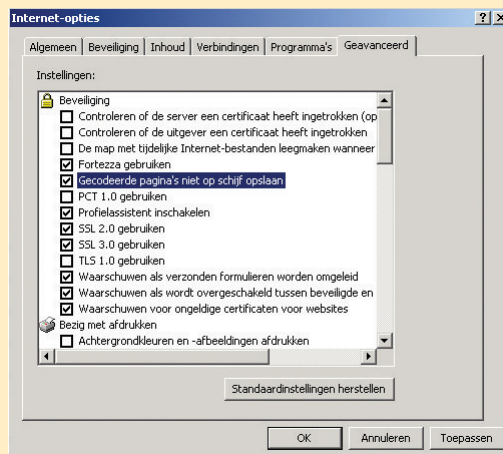 Internet-opties
Algemeen Beveiliging Inhoud Verbindingen Programma's Geavanceerd
Instellingen:
Beveiliging
Controleren of de server een certificaat heeft ingetrokken (op
Controleren of de uitgever een certificaat heeft ingetrokken
De map met tijdelijke Internet-bestanden leegmaken wanneer
Fortezza gebruiken
Gecodeerde pagina's niet op schijf opslaan
PCT 1.0 gebruiken
Profielassistent inschakelen
SSL 2.0 gebruiken
SSL 3.0 gebruiken
TLS 1.0 gebruiken
Waarschuwen als verzonden formulieren worden omgeleid
Waarschuwen als wordt overgeschakeld tussen beveiligde en
Waarschuwen voor ongeldige certificaten voor websites
Bezig met afdrukken
Achtergrondkleuren en -afbeeldingen afdrukken
Standaardinstellingen herstellen
OK Annuleren Toepassen